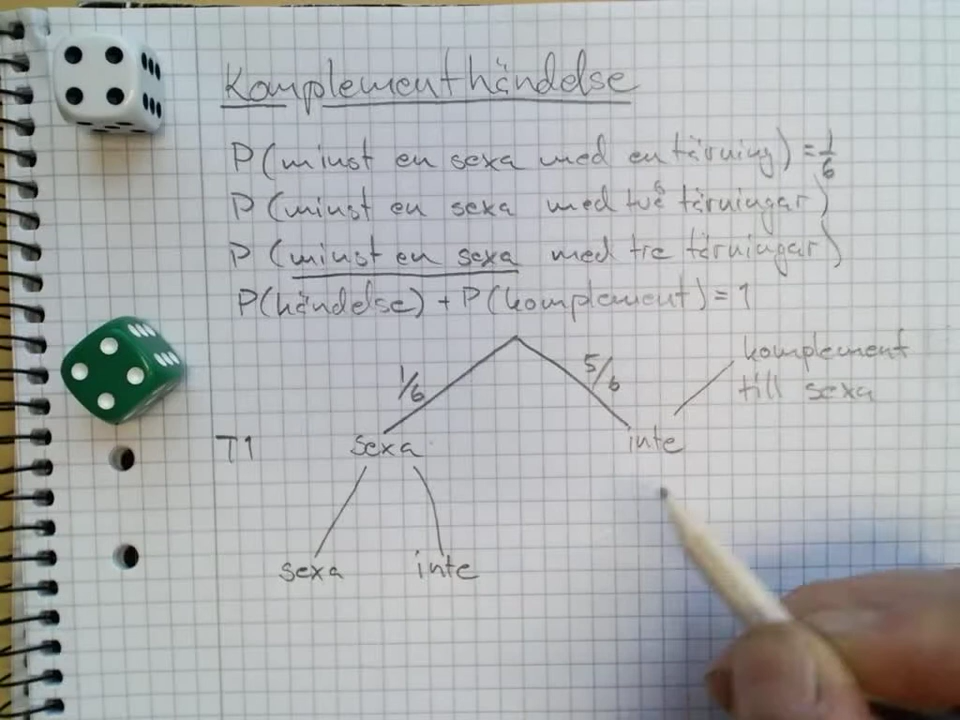 Komplementhändelse
P(minst en sexa med en tärning) = 1/6
P(minst en sexa med två tärningar)
P(minst en sexa med tre tärningar)
P(händelse) + P(komplement) = 1
1/6 5/6 komplement
till sexa
T1 sexa inte
sexa inte